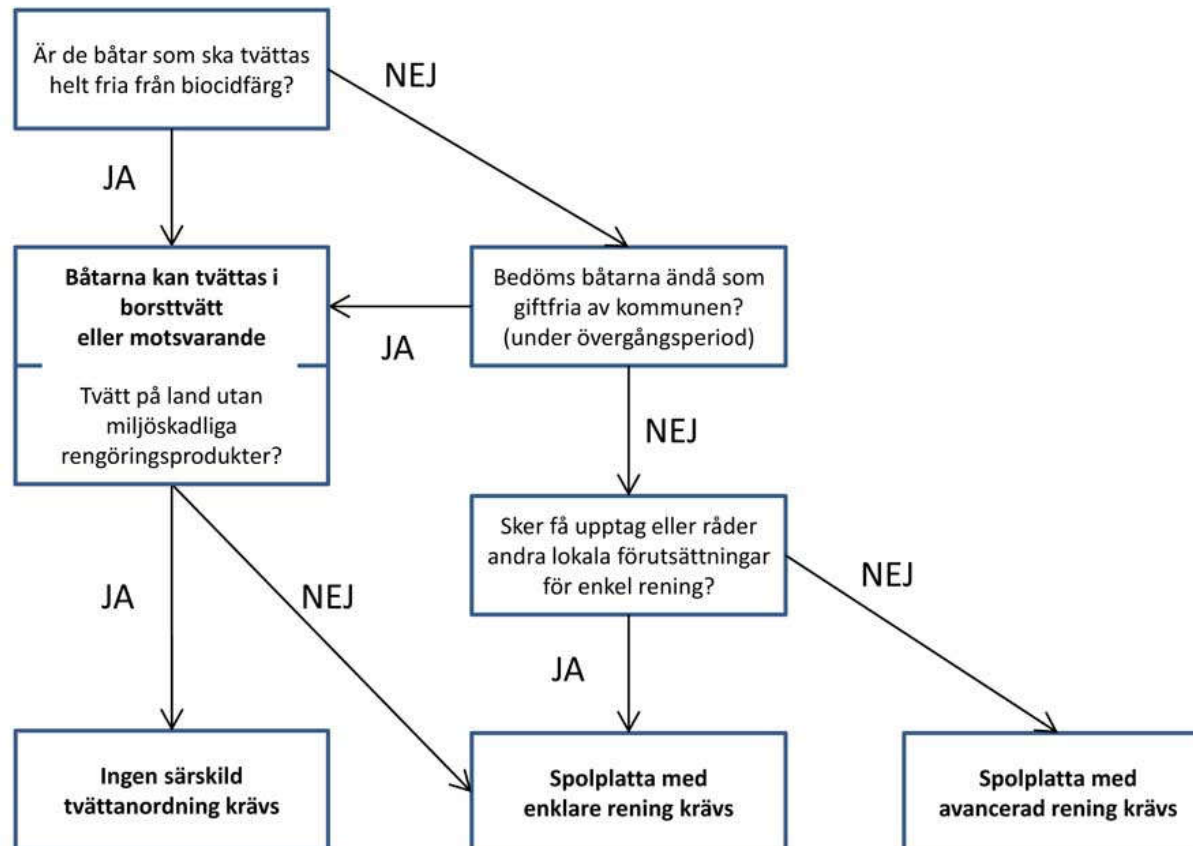 Är de båtar som ska tvättas
helt fria från biocidfärg?
NEJ
JA
Båtarna kan tvättas i
borsttvätt
eller motsvarande
Bedöms båtarna ändå som
giftfria av kommunen?
(under övergångsperiod)
JA
Tvätt på land utan
miljöskadliga
rengöringsprodukter?
NEJ
Sker få upptag eller råder
andra lokala förutsättningar
för enkel rening?
JA
NEJ
JA
NEJ
Ingen särskild
tvättanordning krävs
Spolplatta med
enklare rening krävs
Spolplatta med
avancerad rening krävs